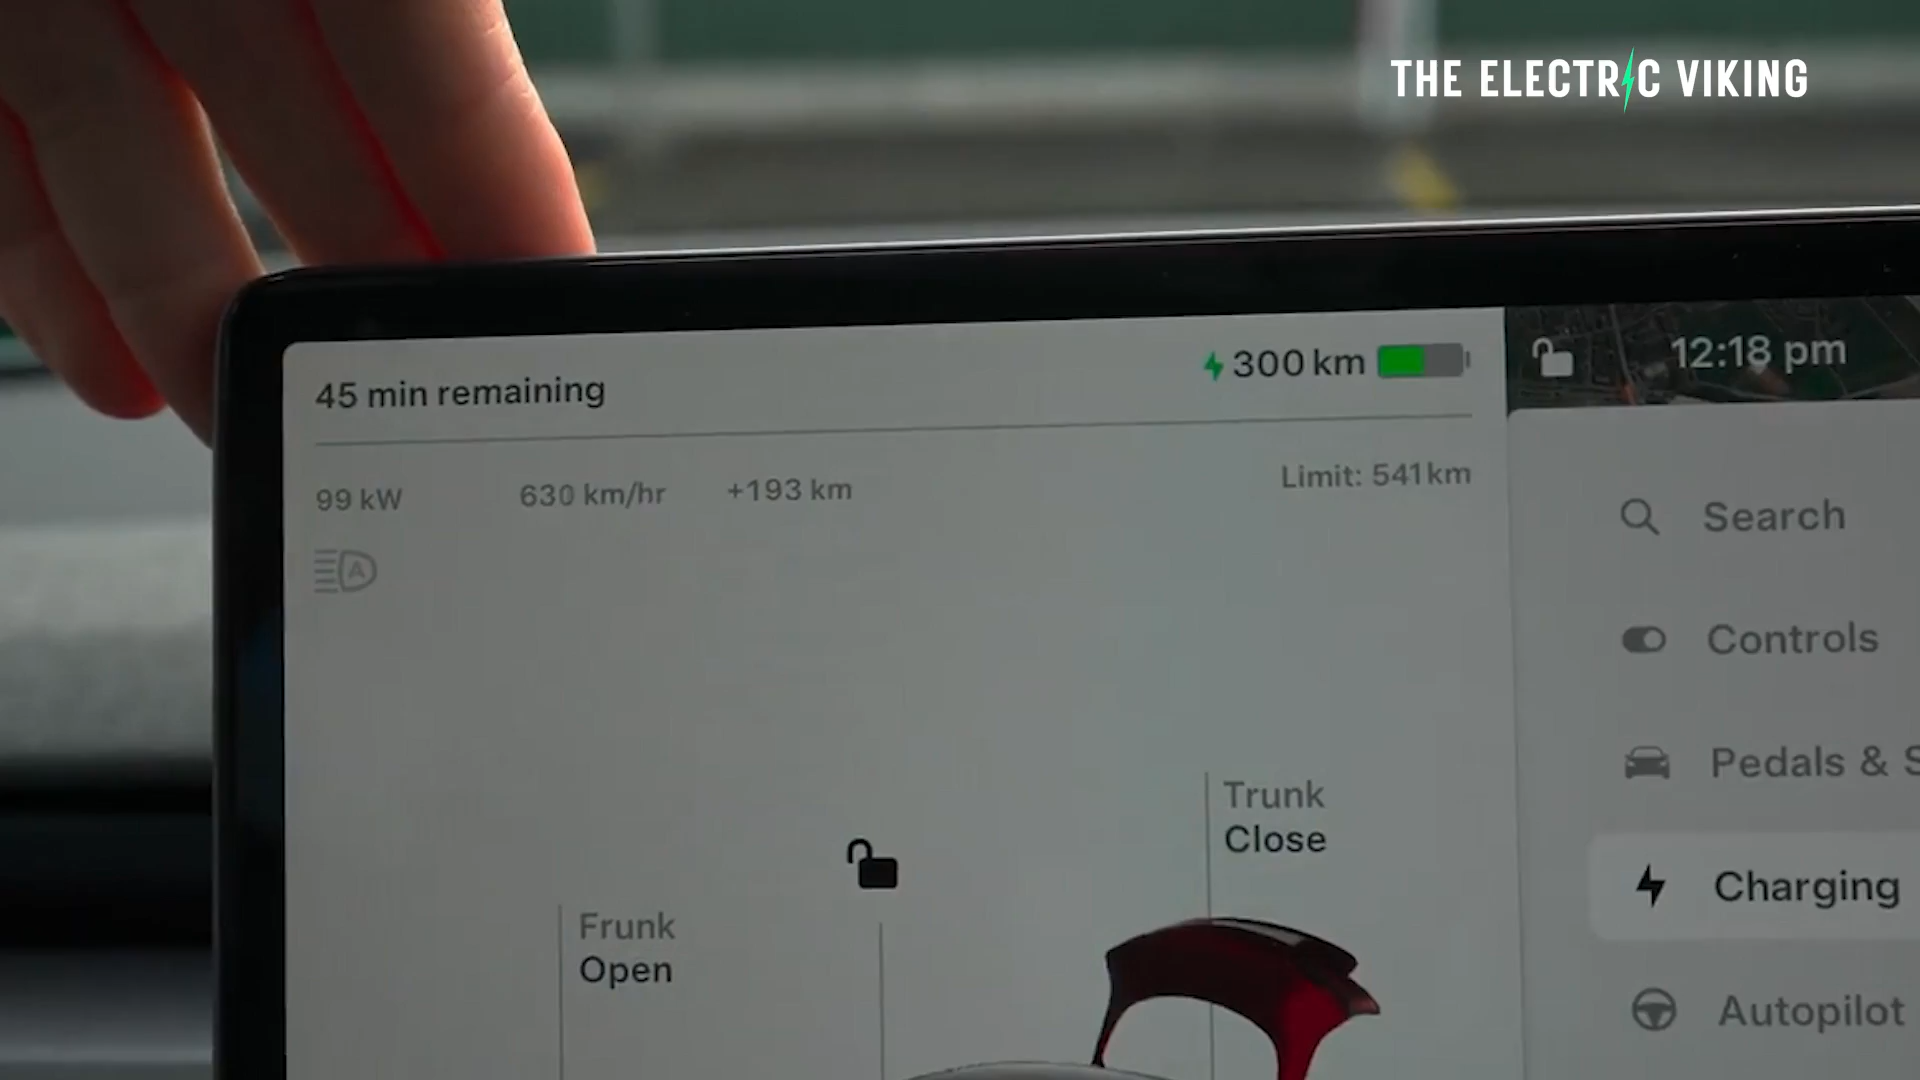 THE ELECTRIC VIKING
45 min remaining
300 km
12:18 pm
99 kW
630 km/hr
+193 km
Limit: 541 km
A
Search
Controls
Pedals & S
Trunk
Close
Charging
Frunk
Open
Autopilot